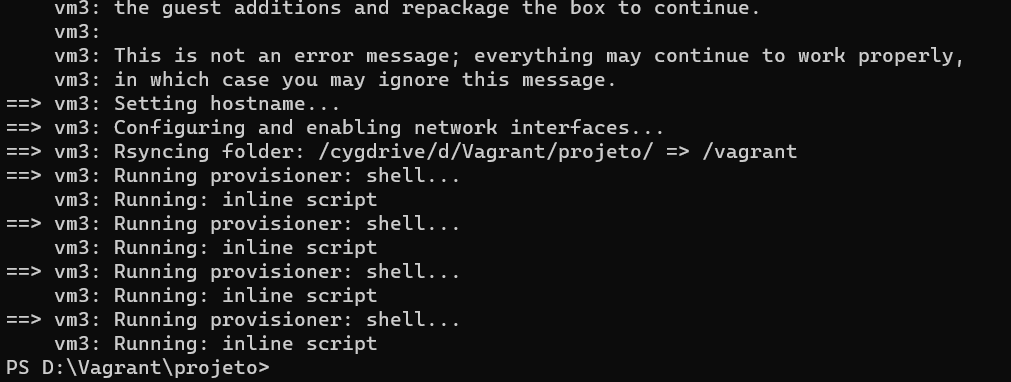 vm3: the guest additions and repackage the box to continue.
vm3:
vm3: This is not an error message; everything may continue to work properly,
vm3: in which case you may ignore this message.
==> vm3: Setting hostname...
==> vm3: Configuring and enabling network interfaces...
==> vm3: Rsyncing folder: /cygdrive/d/Vagrant/projeto/ => /vagrant
==> vm3: Running provisioner: shell...
vm3: Running: inline script
==> vm3: Running provisioner: shell...
vm3: Running: inline script
==> vm3: Running provisioner: shell...
vm3: Running: inline script
==> vm3: Running provisioner: shell...
vm3: Running: inline script
PS D:\Vagrant\projeto>